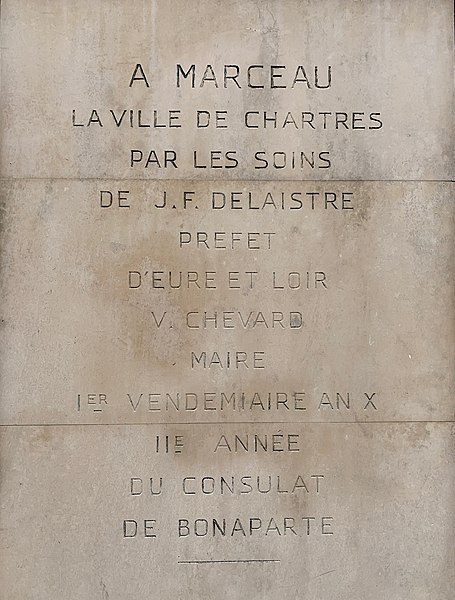 A MARCEAU
LA VILLE DE CHARTRES
PAR LES SOINS
DE J.F. DELAISTRE
PREFET
D'EURE ET LOIR
V. CHEVARD
MAIRE
IER VENDEMIAIRE AN X
IIE ANNÉE
DU CONSULAT
DE BONAPARTE